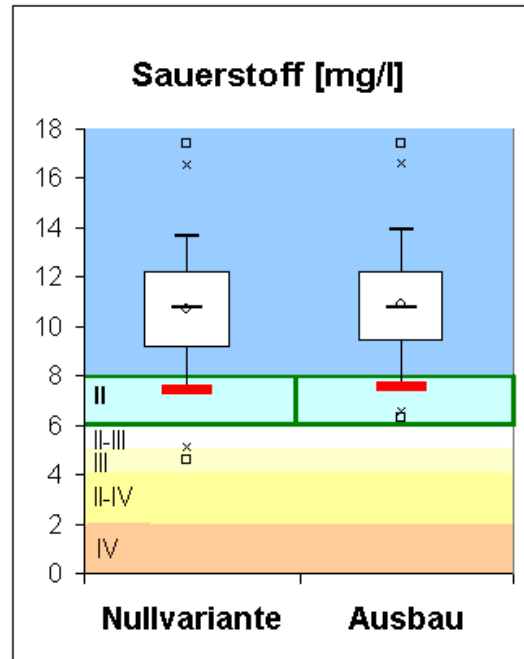 Sauerstoff [mg/l]
18
16
14
12
10
8
6
4
2
0
II
II-III
III
II-IV
IV
Nullvariante Ausbau